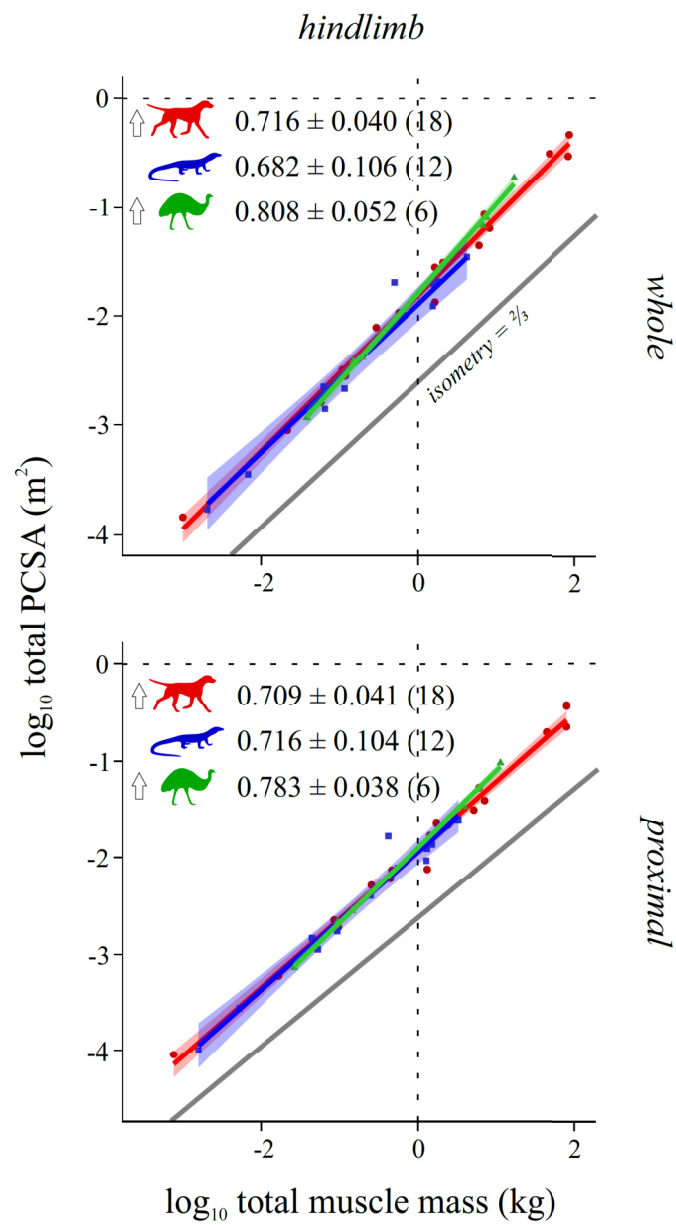 hindlimb
0
⇧ 0.716 ± 0.040 (18)
0.682 ± 0.106 (12)
⇧ 0.808 ± 0.052 (6)
-1
-2
-3
-4
isometry = ⅔
-2 0 2
whole
log₁₀ total PCSA (m²)
0
⇧ 0.709 ± 0.041 (18)
0.716 ± 0.104 (12)
⇧ 0.783 ± 0.038 (6)
-1
-2
-3
-4
-2 0 2
proximal
log₁₀ total muscle mass (kg)